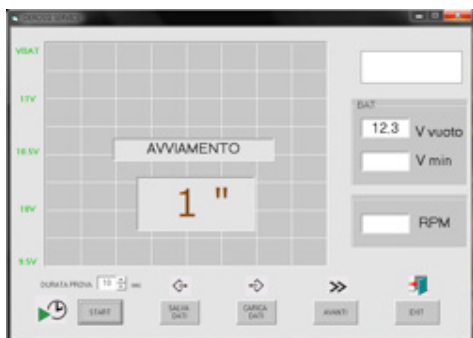 VBAT
11V
10.5V
10V
9.5V
AVVIAMENTO
1 "
BAT
12.3 V vuoto
V min
RPM
DURATA PROVA 10 sec
START
SALVA DATI
CARICA DATI
AVANTI
EXIT